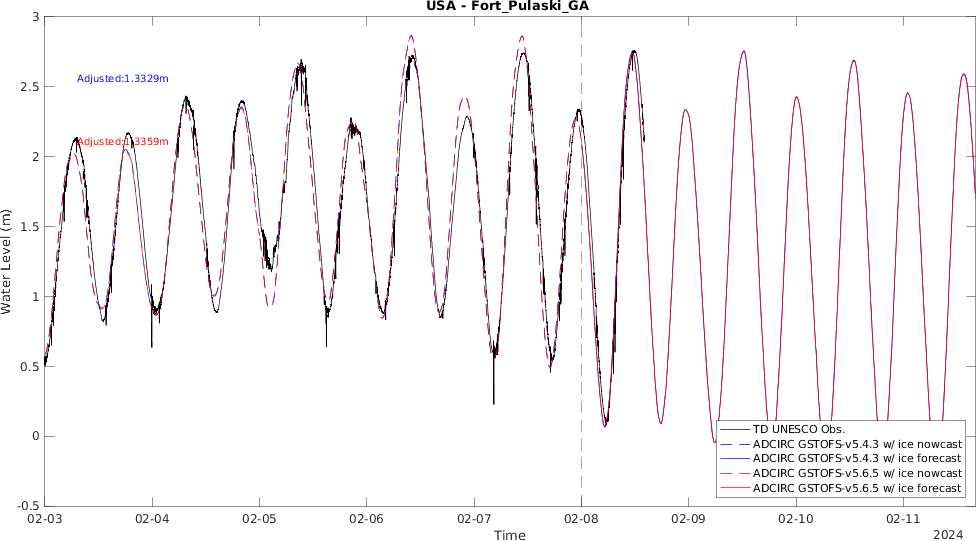 USA - Fort_Pulaski_GA
3
2.5
2
1.5
1
0.5
0
-0.5
Water Level (m)
Adjusted:1.3329m
Adjusted:1.3359m
TD UNESCO Obs.
ADCIRC GSTOFS-v5.4.3 w/ ice nowcast
ADCIRC GSTOFS-v5.4.3 w/ ice forecast
ADCIRC GSTOFS-v5.6.5 w/ ice nowcast
ADCIRC GSTOFS-v5.6.5 w/ ice forecast
02-03 02-04 02-05 02-06 02-07 02-08 02-09 02-10 02-11
Time
2024